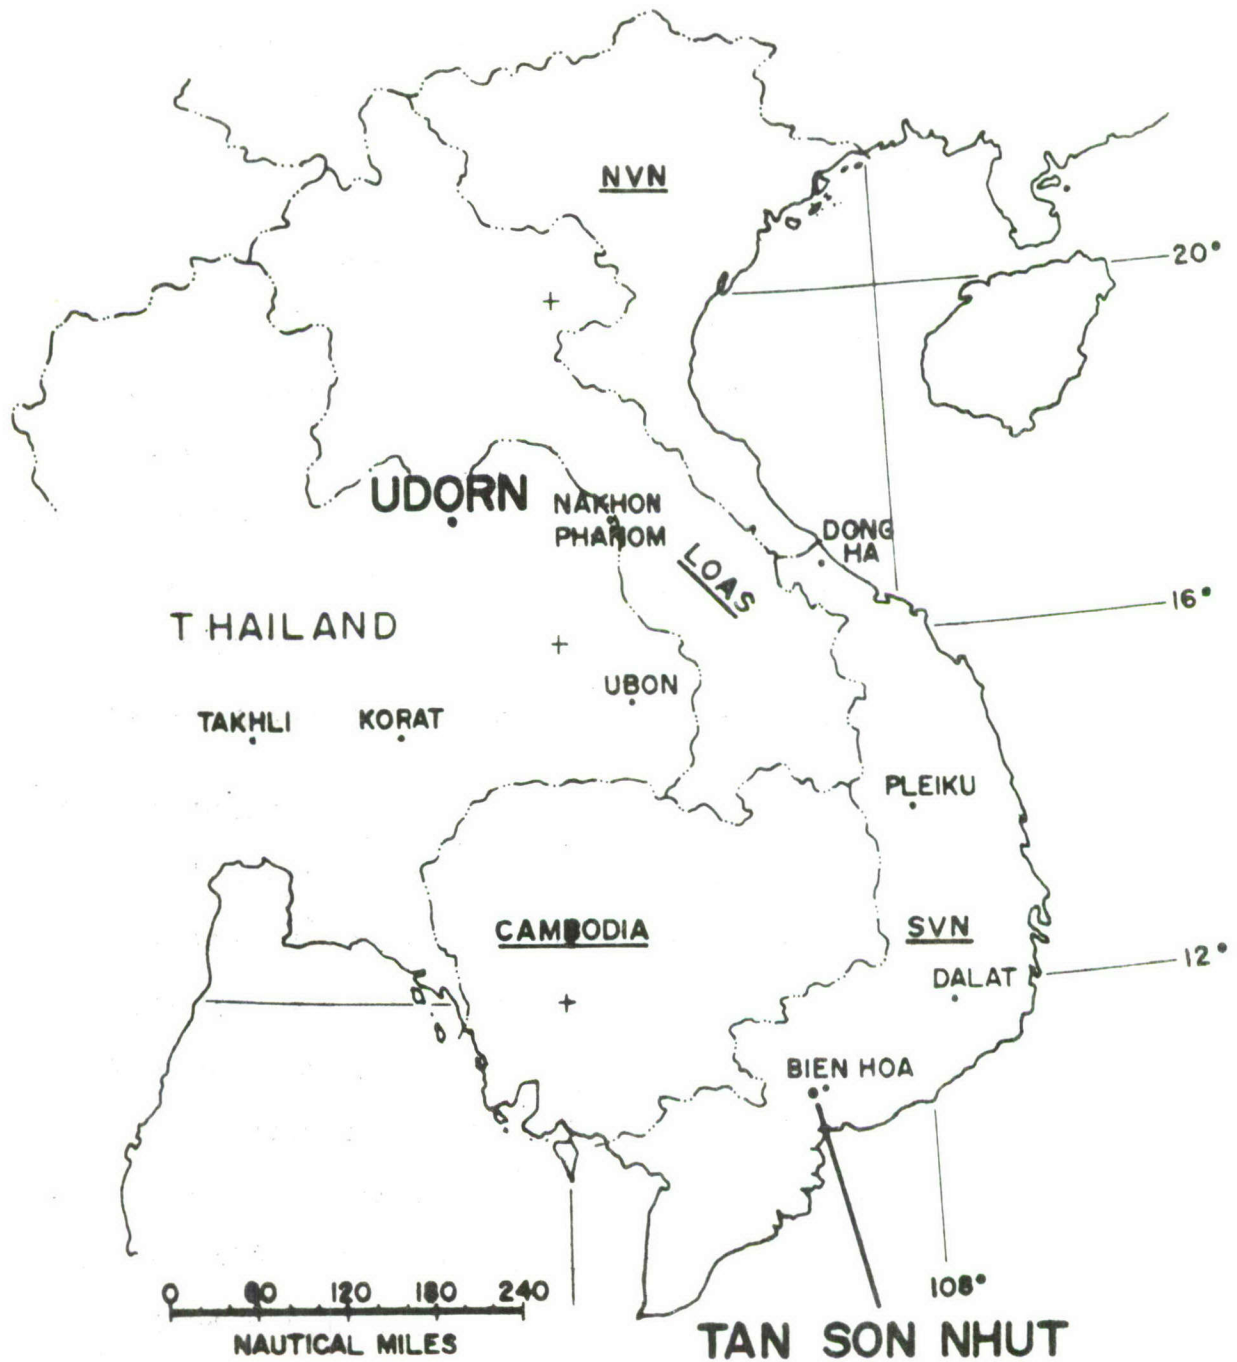 NVN
20°
UDORN
NAKHON
PHANOM
DONG
HA
LOAS
16°
THAILAND
UBON
TAKHLI
KORAT
PLEIKU
CAMBODIA
SVN
12°
DALAT
BIEN HOA
0 60 120 180 240
108°
NAUTICAL MILES
TAN SON NHUT